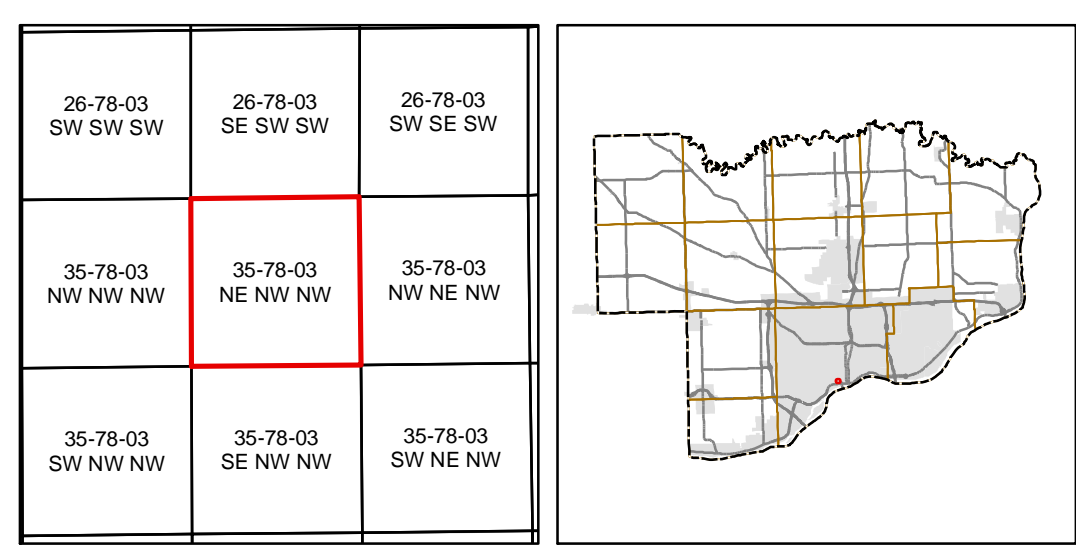 26-78-03
SW SW SW
26-78-03
SE SW SW
26-78-03
SW SE SW
35-78-03
NW NW NW
35-78-03
NE NW NW
35-78-03
NW NE NW
35-78-03
SW NW NW
35-78-03
SE NW NW
35-78-03
SW NE NW